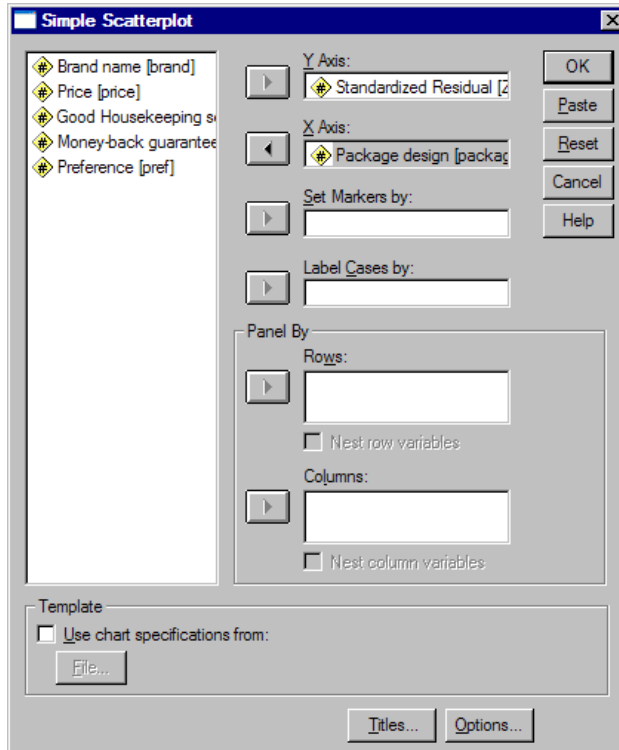 Simple Scatterplot
Brand name [brand]
Price [price]
Good Housekeeping s
Money-back guarantee
Preference [pref]
Y Axis:
Standardized Residual [Z
X Axis:
Package design [packag
Set Markers by:
Label Cases by:
Panel By
Rows:
Nest row variables
Columns:
Nest column variables
OK
Paste
Reset
Cancel
Help
Template
Use chart specifications from:
File...
Titles...
Options...